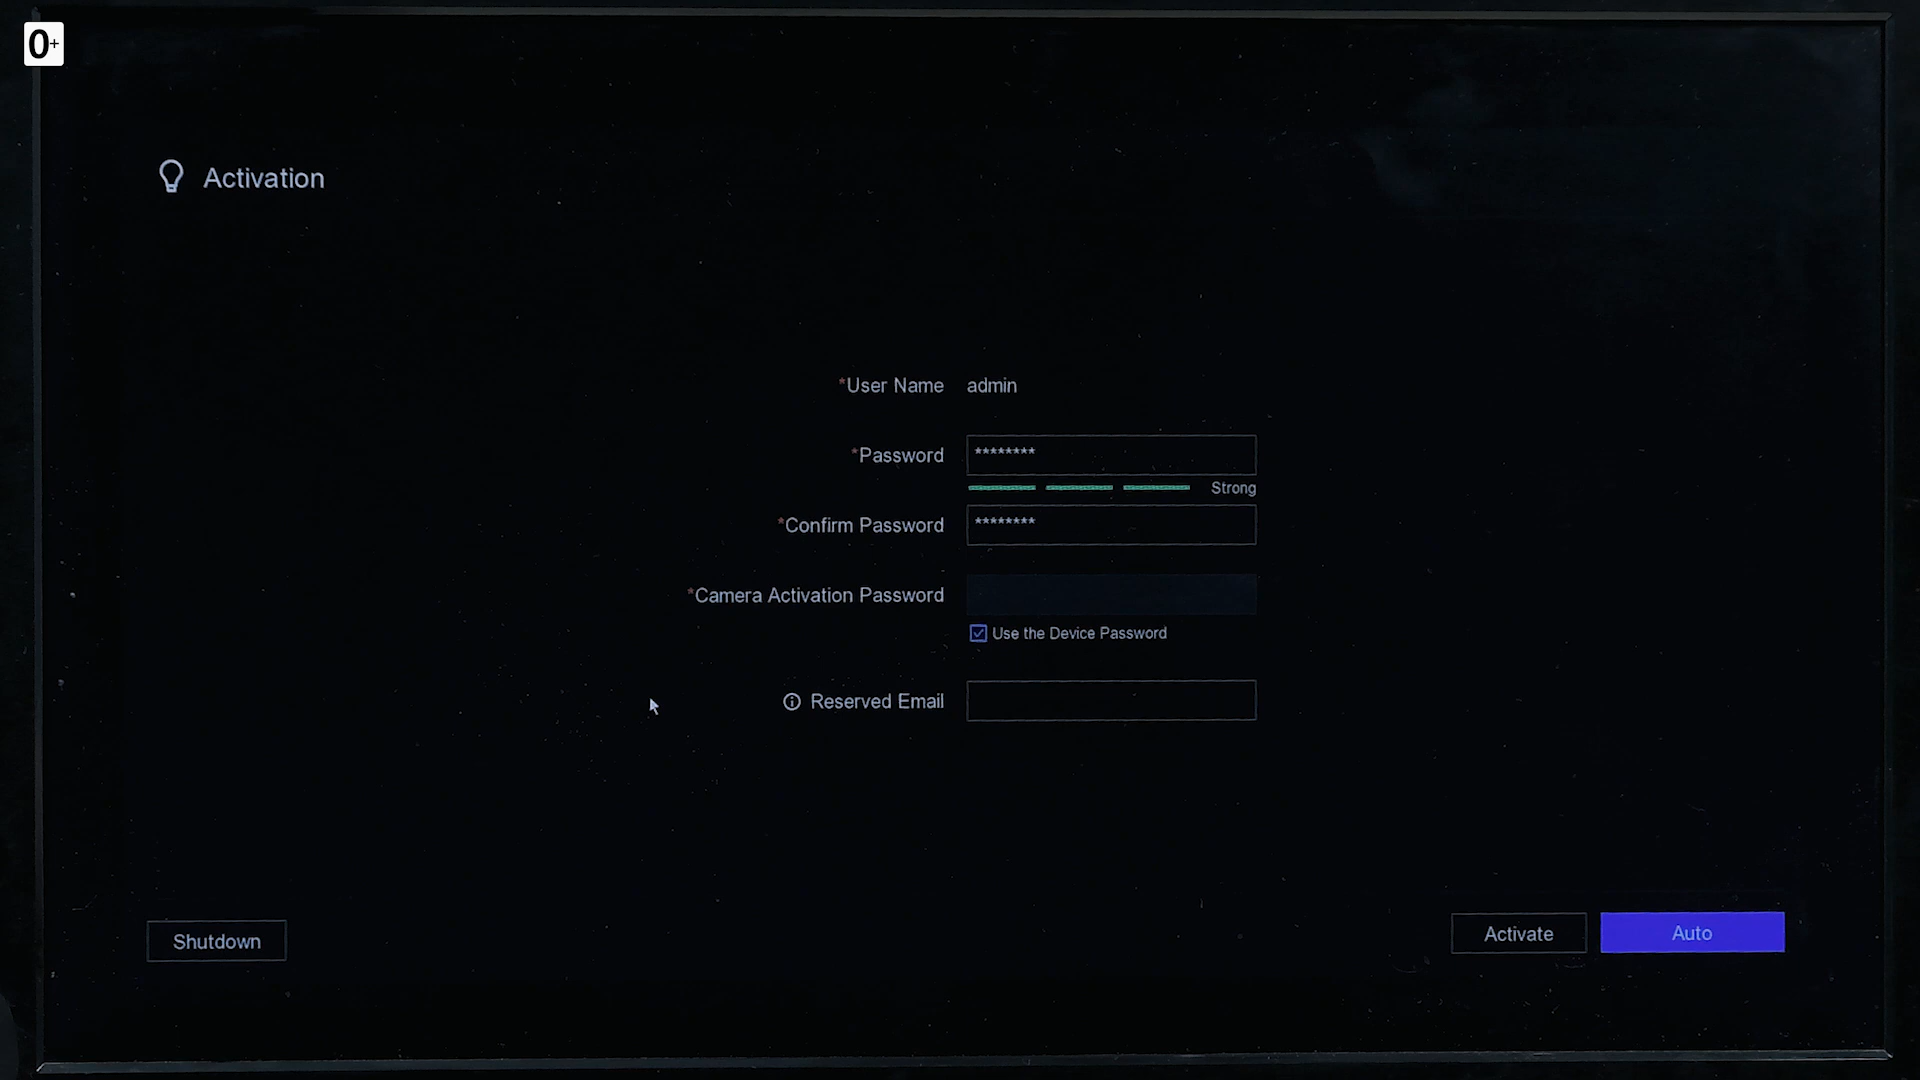 0+
Activation
*User Name admin
*Password ********
Strong
*Confirm Password ********
*Camera Activation Password
Use the Device Password
Reserved Email
Shutdown
Activate
Auto